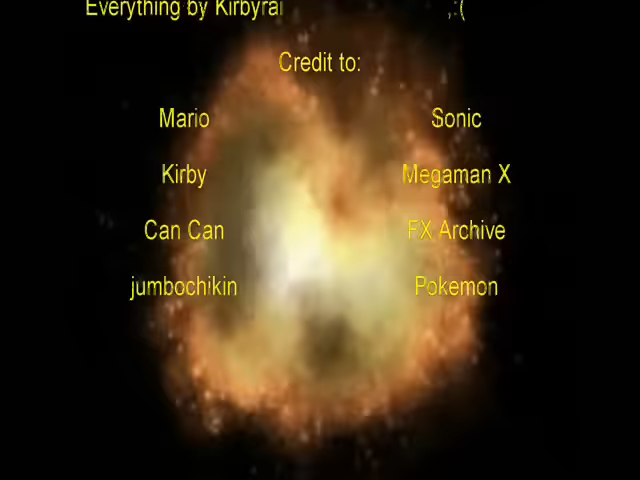 Everything by Kirbyrai ,:(
Credit to:
Mario Sonic
Kirby Megaman X
Can Can FX Archive
jumbochikin Pokemon